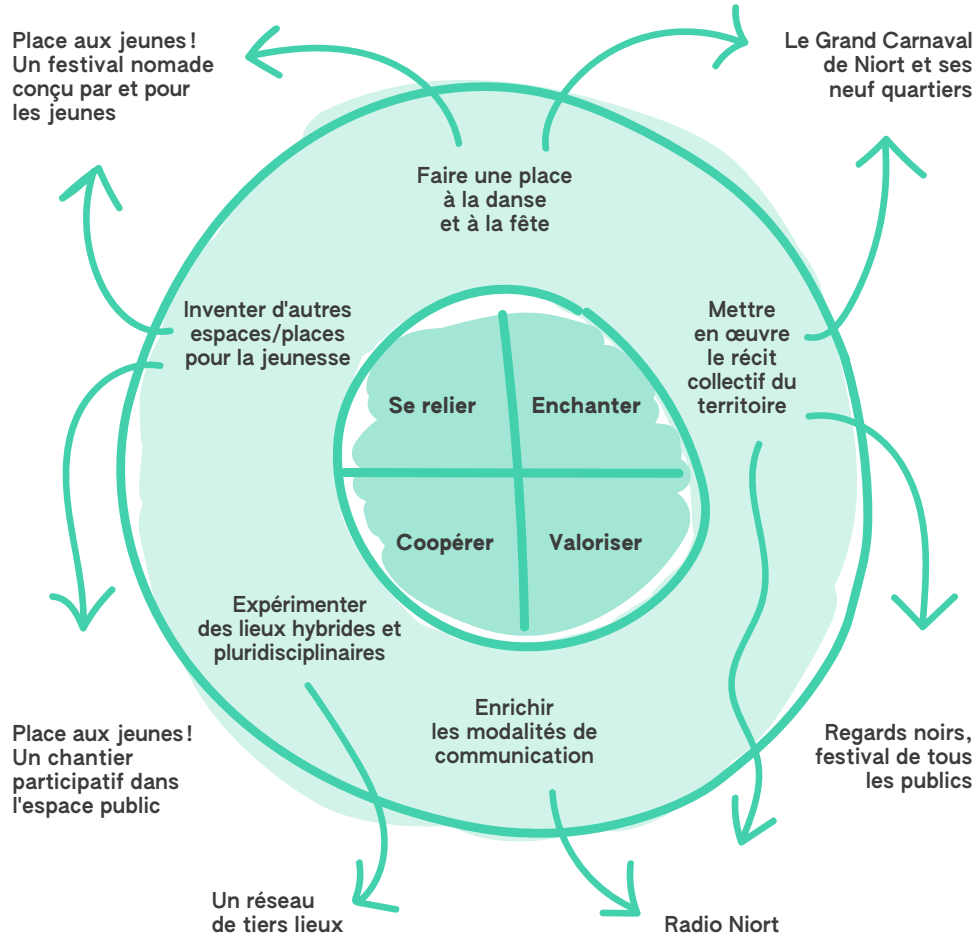 Place aux jeunes !
Un festival nomade
conçu par et pour
les jeunes
Le Grand Carnaval
de Niort et ses
neuf quartiers
Faire une place
à la danse
et à la fête
Inventer d'autres
espaces/places
pour la jeunesse
Mettre
en œuvre
le récit
collectif du
territoire
Se relier
Enchanter
Coopérer
Valoriser
Expérimenter
des lieux hybrides et
pluridisciplinaires
Enrichir
les modalités de
communication
Place aux jeunes !
Un chantier
participatif dans
l'espace public
Regards noirs,
festival de tous
les publics
Un réseau
de tiers lieux
Radio Niort